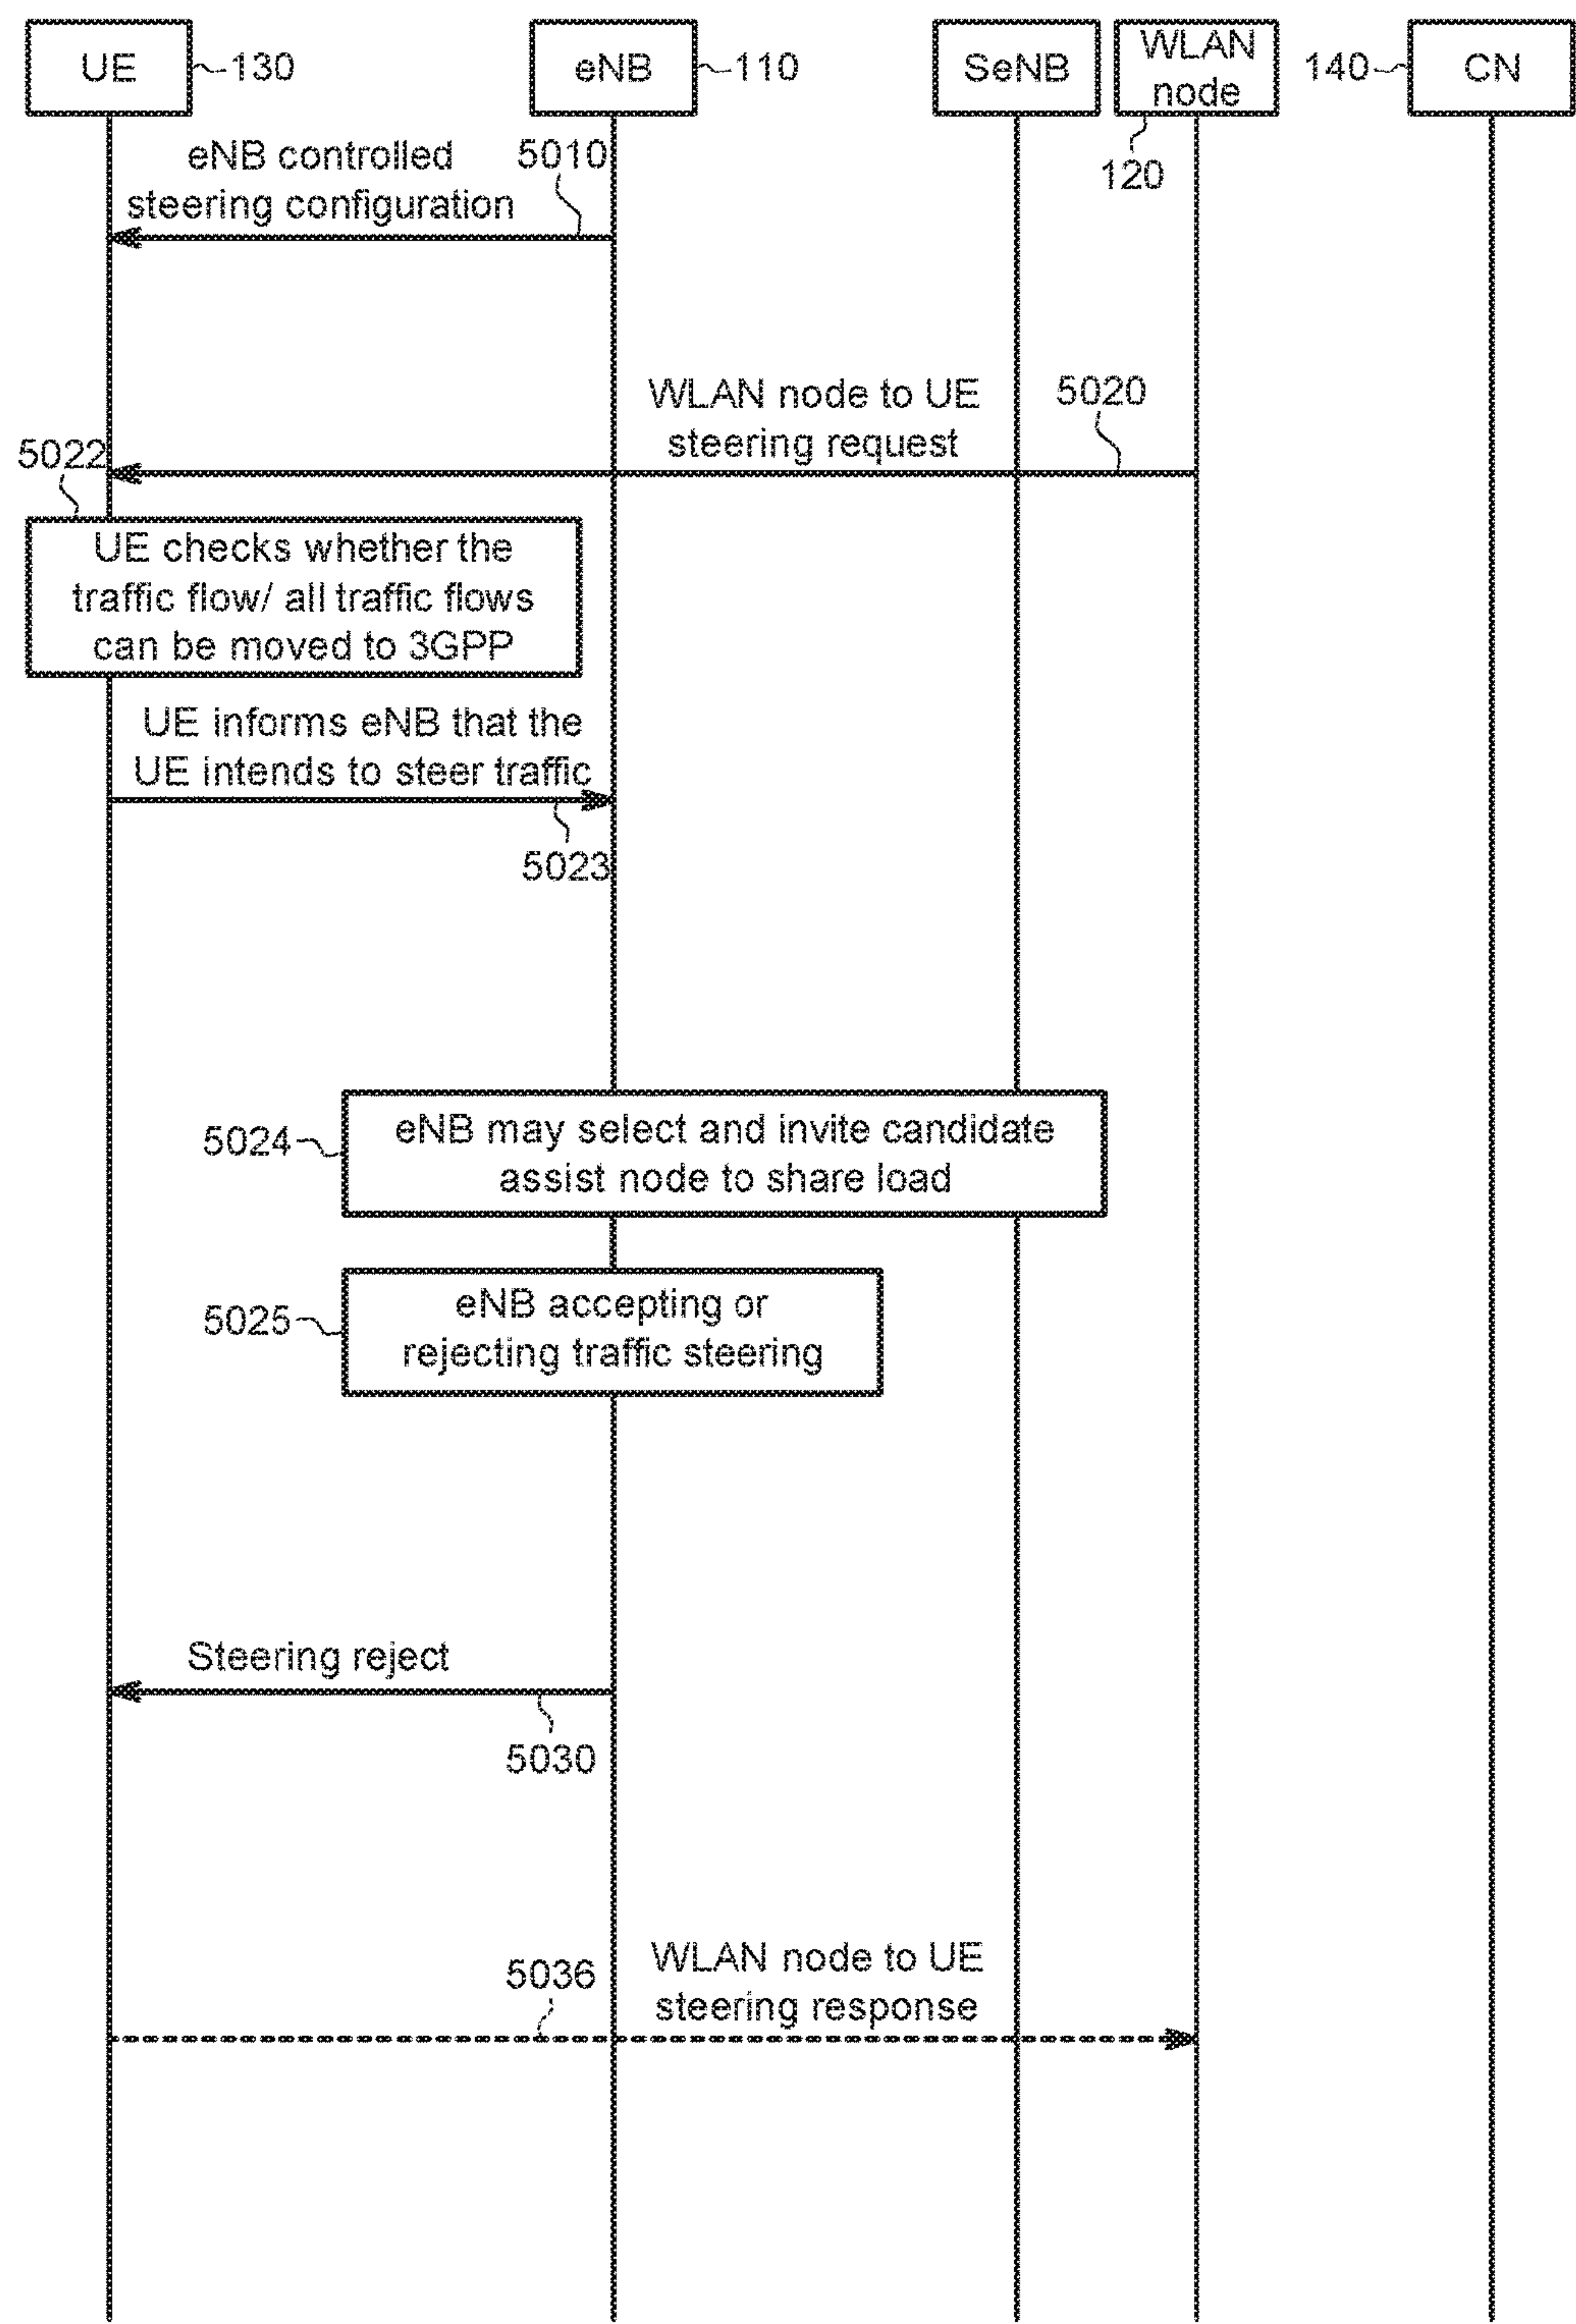 UE
130
eNB
110
SeNB
WLAN
node
120
140
CN
eNB controlled
steering configuration
5010
WLAN node to UE
steering request
5020
5022
UE checks whether the
traffic flow/ all traffic flows
can be moved to 3GPP
UE informs eNB that the
UE intends to steer traffic
5023
5024
eNB may select and invite candidate
assist node to share load
5025
eNB accepting or
rejecting traffic steering
Steering reject
5030
5036
WLAN node to UE
steering response